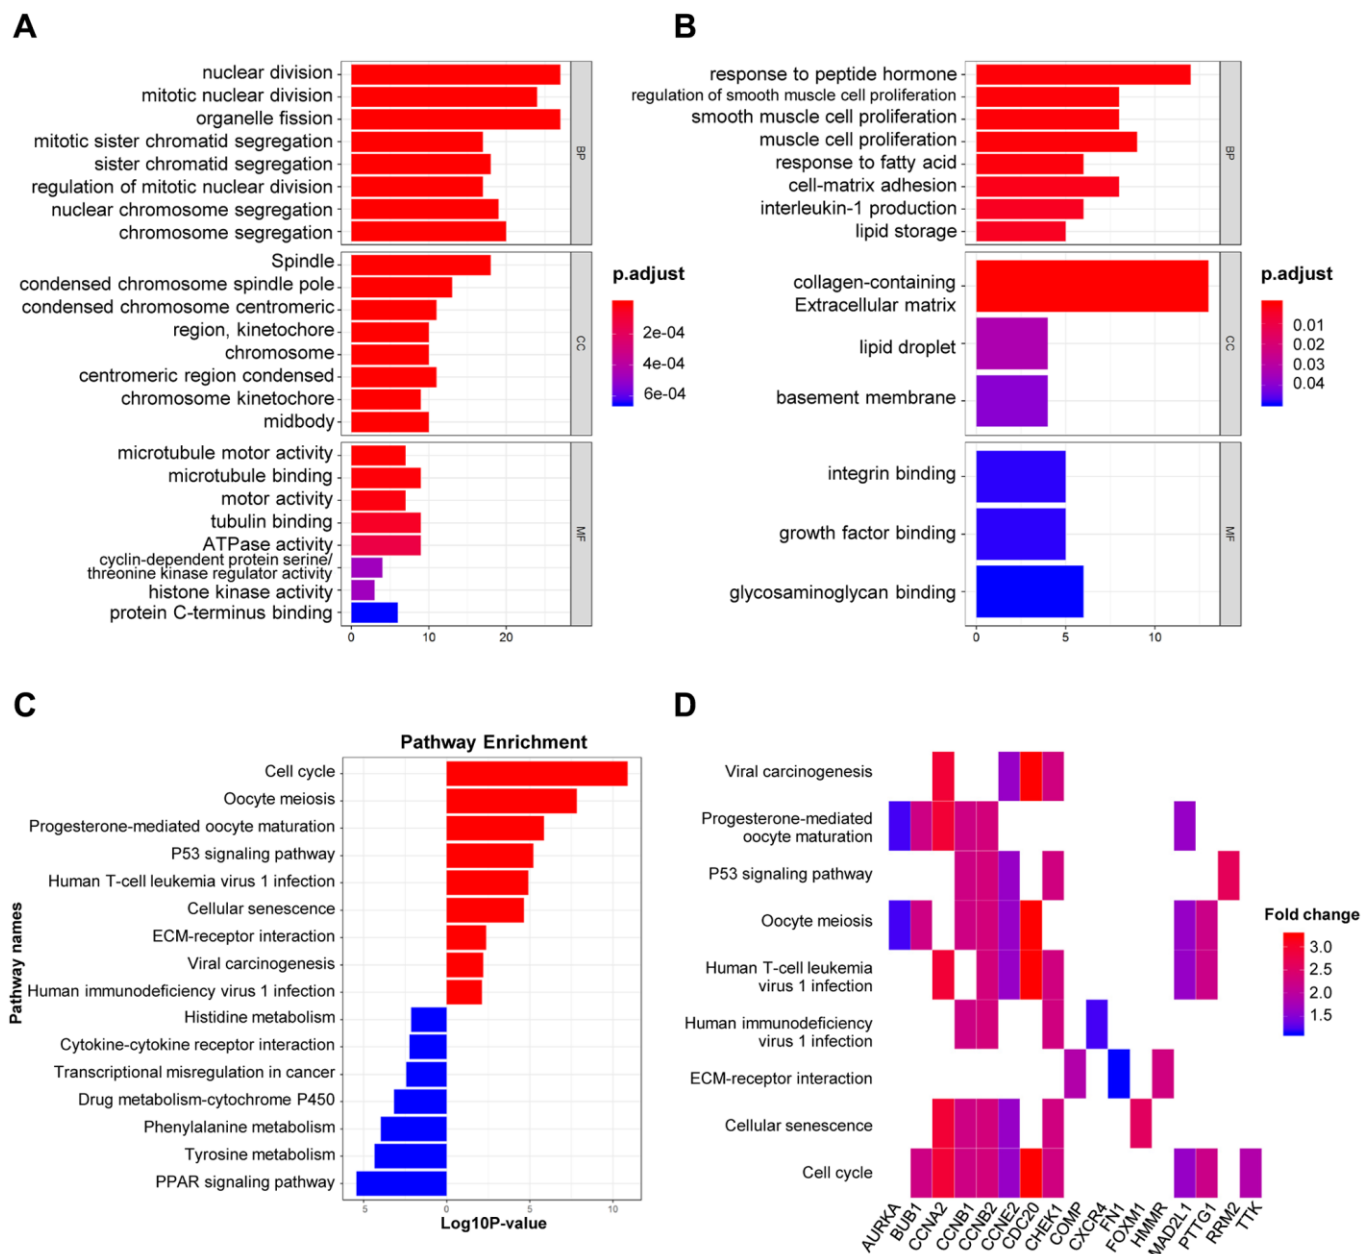 A
nuclear division
mitotic nuclear division
organelle fission
mitotic sister chromatid segregation
sister chromatid segregation
regulation of mitotic nuclear division
nuclear chromosome segregation
chromosome segregation
BP
Spindle
condensed chromosome spindle pole
condensed chromosome centromeric
region, kinetochore
chromosome
centromeric region condensed
chromosome kinetochore
midbody
CC
microtubule motor activity
microtubule binding
motor activity
tubulin binding
ATPase activity
cyclin-dependent protein serine/
threonine kinase regulator activity
histone kinase activity
protein C-terminus binding
MF
0 10 20
p.adjust
2e-04
4e-04
6e-04
B
response to peptide hormone
regulation of smooth muscle cell proliferation
smooth muscle cell proliferation
muscle cell proliferation
response to fatty acid
cell-matrix adhesion
interleukin-1 production
lipid storage
BP
collagen-containing
Extracellular matrix
lipid droplet
basement membrane
CC
integrin binding
growth factor binding
glycosaminoglycan binding
MF
0 5 10
p.adjust
0.01
0.02
0.03
0.04
C
Pathway Enrichment
Pathway names
Cell cycle
Oocyte meiosis
Progesterone-mediated oocyte maturation
P53 signaling pathway
Human T-cell leukemia virus 1 infection
Cellular senescence
ECM-receptor interaction
Viral carcinogenesis
Human immunodeficiency virus 1 infection
Histidine metabolism
Cytokine-cytokine receptor interaction
Transcriptional misregulation in cancer
Drug metabolism-cytochrome P450
Phenylalanine metabolism
Tyrosine metabolism
PPAR signaling pathway
5 0 5 10
Log10P-value
D
Viral carcinogenesis
Progesterone-mediated
oocyte maturation
P53 signaling pathway
Oocyte meiosis
Human T-cell leukemia
virus 1 infection
Human immunodeficiency
virus 1 infection
ECM-receptor interaction
Cellular senescence
Cell cycle
AURKA
BUB1
CCNA2
CCNB1
CCNB2
CCNE2
CDC20
CHEK1
COMP
CXCR4
FN1
FOXM1
HMMR
MAD2L1
PTTG1
RRM2
TTK
Fold change
3.0
2.5
2.0
1.5